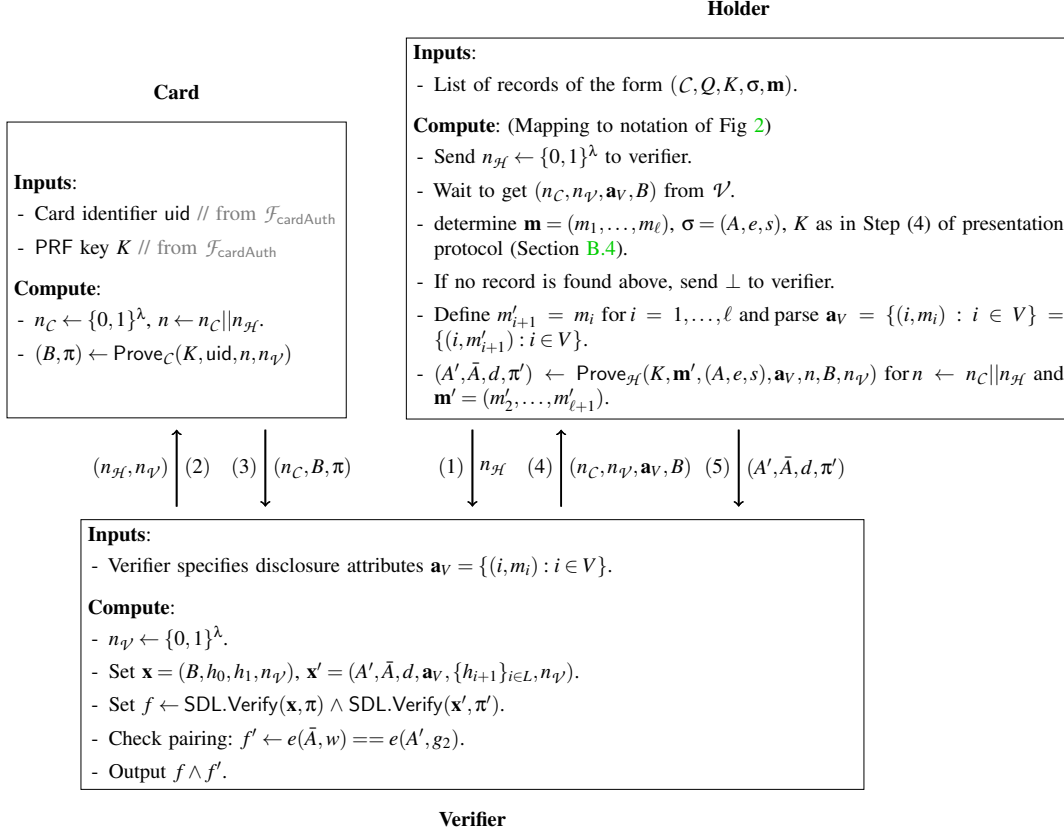 Holder
Inputs:
- List of records of the form (𝒞, Q, K, σ, **m**).
Compute: (Mapping to notation of Fig 2)
- Send n_ℋ ← {0,1}^λ to verifier.
- Wait to get (n_𝒞, n_𝒱, **a**_V, B) from 𝒱.
- determine **m** = (m_1,...,m_ℓ), σ = (A, e, s), K as in Step (4) of presentation
protocol (Section B.4).
- If no record is found above, send ⊥ to verifier.
- Define m′_{i+1} = m_i for i = 1,...,ℓ and parse **a**_V = {(i, m_i) : i ∈ V} =
{(i, m′_{i+1}) : i ∈ V}.
- (A′, Ā, d, π′) ← Prove_ℋ(K, **m**′, (A, e, s), **a**_V, n, B, n_𝒱) for n ← n_𝒞||n_ℋ and
**m**′ = (m′_2,...,m′_{ℓ+1}).
Card
Inputs:
- Card identifier uid // from ℱ_cardAuth
- PRF key K // from ℱ_cardAuth
Compute:
- n_𝒞 ← {0,1}^λ, n ← n_𝒞||n_ℋ.
- (B, π) ← Prove_𝒞(K, uid, n, n_𝒱)
(n_ℋ, n_𝒱) (2) (3) (n_𝒞, B, π) (1) n_ℋ (4) (n_𝒞, n_𝒱, **a**_V, B) (5) (A′, Ā, d, π′)
Inputs:
- Verifier specifies disclosure attributes **a**_V = {(i, m_i) : i ∈ V}.
Compute:
- n_𝒱 ← {0,1}^λ.
- Set **x** = (B, h_0, h_1, n_𝒱), **x**′ = (A′, Ā, d, **a**_V, {h_{i+1}}_{i∈L}, n_𝒱).
- Set f ← SDL.Verify(**x**, π) ∧ SDL.Verify(**x**′, π′).
- Check pairing: f′ ← e(Ā, w) == e(A′, g_2).
- Output f ∧ f′.
Verifier